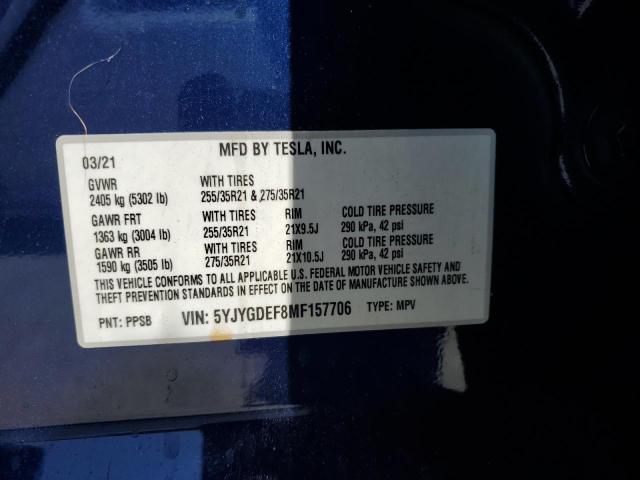 MFD BY TESLA, INC.
03/21
GVWR WITH TIRES
2405 kg (5302 lb) 255/35R21 & 275/35R21
GAWR FRT WITH TIRES RIM COLD TIRE PRESSURE
1363 kg (3004 lb) 255/35R21 21X9.5J 290 kPa, 42 psi
GAWR RR WITH TIRES RIM COLD TIRE PRESSURE
1590 kg (3505 lb) 275/35R21 21X10.5J 290 kPa, 42 psi
THIS VEHICLE CONFORMS TO ALL APPLICABLE U.S. FEDERAL MOTOR VEHICLE SAFETY AND
THEFT PREVENTION STANDARDS IN EFFECT ON THE DATE OF MANUFACTURE SHOWN ABOVE.
PNT: PPSB VIN: 5YJYGDEF8MF157706 TYPE: MPV